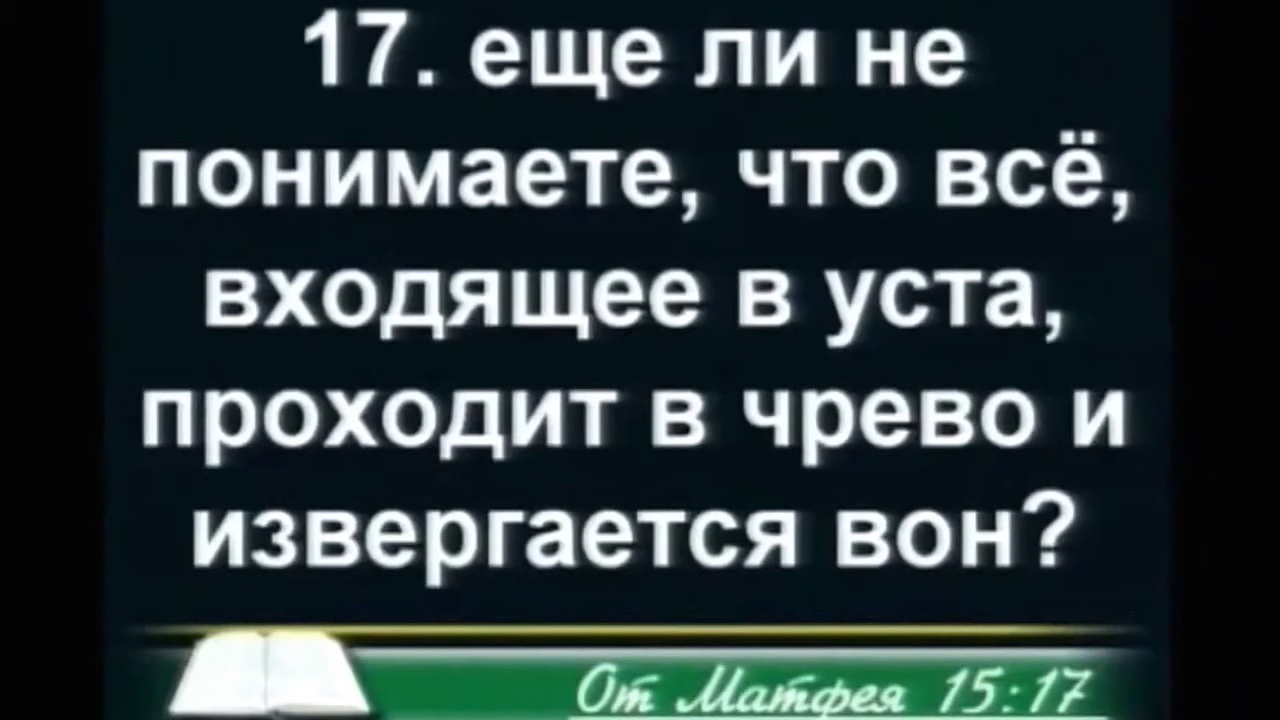 17. еще ли не
понимаете, что всё,
входящее в уста,
проходит в чрево и
извергается вон?
От Матфея 15:17